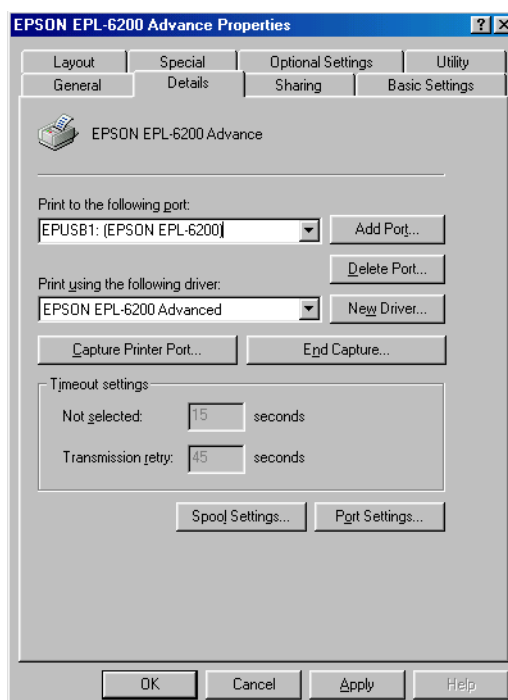 EPSON EPL-6200 Advance Properties
Layout Special Optional Settings Utility
General Details Sharing Basic Settings
EPSON EPL-6200 Advance
Print to the following port:
EPUSB1: (EPSON EPL-6200) Add Port...
Delete Port...
Print using the following driver:
EPSON EPL-6200 Advanced New Driver...
Capture Printer Port... End Capture...
Timeout settings
Not selected: 15 seconds
Transmission retry: 45 seconds
Spool Settings... Port Settings...
OK Cancel Apply Help